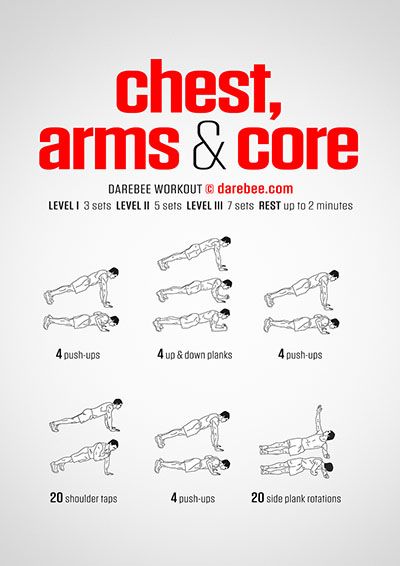 chest,
arms & core
DAREBEE WORKOUT © darebee.com
LEVEL I 3 sets LEVEL II 5 sets LEVEL III 7 sets REST up to 2 minutes
4 push-ups
4 up & down planks
4 push-ups
20 shoulder taps
4 push-ups
20 side plank rotations